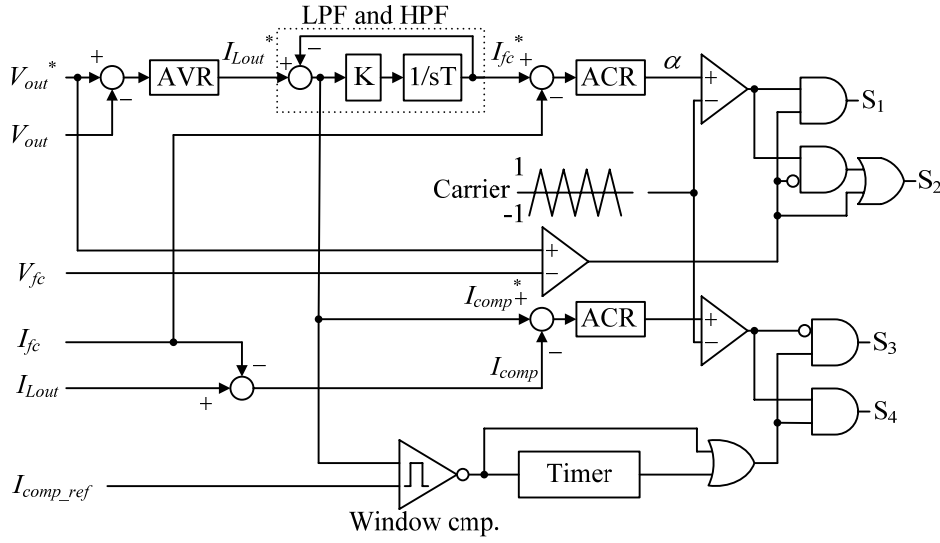 LPF and HPF
V_out* + − AVR I_Lout* + − K 1/sT I_fc* + − ACR α + − S1
V_out
Carrier 1 -1
S2
V_fc + −
I_comp* + − ACR + − S3
I_fc −
I_Lout + I_comp
S4
Timer
I_comp_ref
Window cmp.